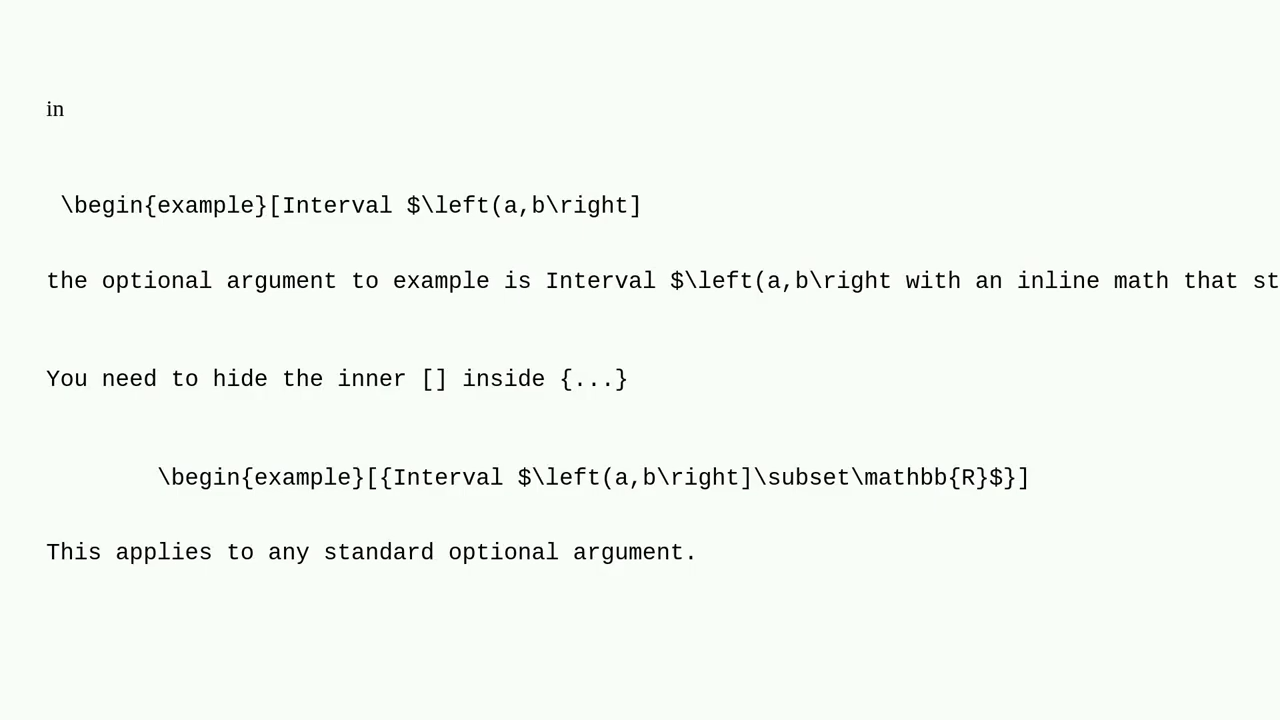 in
\begin{example}[Interval $\left(a,b\right]
the optional argument to example is Interval $\left(a,b\right with an inline math that st
You need to hide the inner [] inside {...}
\begin{example}[{Interval $\left(a,b\right]\subset\mathbb{R}$}]
This applies to any standard optional argument.